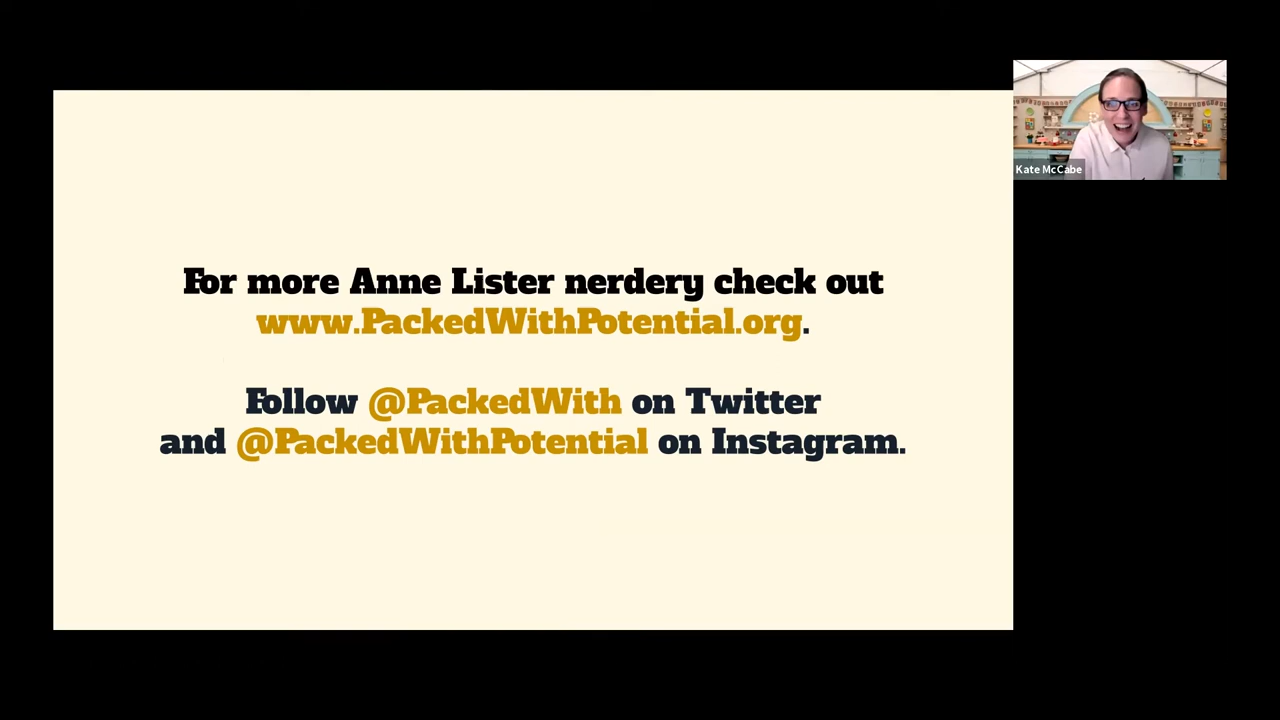 For more Anne Lister nerdery check out
www.PackedWithPotential.org.
Follow @PackedWith on Twitter
and @PackedWithPotential on Instagram.
Kate McCabe